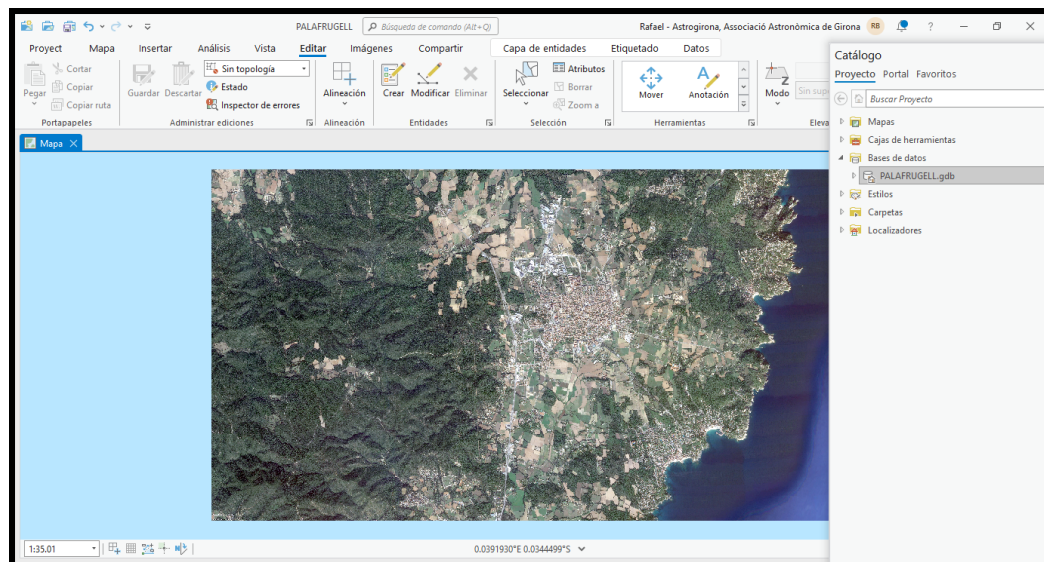 PALAFRUGELL Búsqueda de comando (Alt+Q) Rafael - Astrogirona, Associació Astronòmica de Girona RB ?
Proyect Mapa Insertar Análisis Vista Editar Imágenes Compartir Capa de entidades Etiquetado Datos
Pegar
Cortar
Copiar
Copiar ruta
Portapapeles
Guardar Descartar
Sin topología
Estado
Inspector de errores
Administrar ediciones
Alineación
Alineación
Crear Modificar Eliminar
Entidades
Seleccionar
Atributos
Borrar
Zoom a
Selección
Mover Anotación
Herramientas
Modo
Z
Mapa
Catálogo
Proyecto Portal Favoritos
Buscar Proyecto
Mapas
Cajas de herramientas
Bases de datos
PALAFRUGELL.gdb
Estilos
Carpetas
Localizadores
1:35.01 0.0391930°E 0.0344499°S